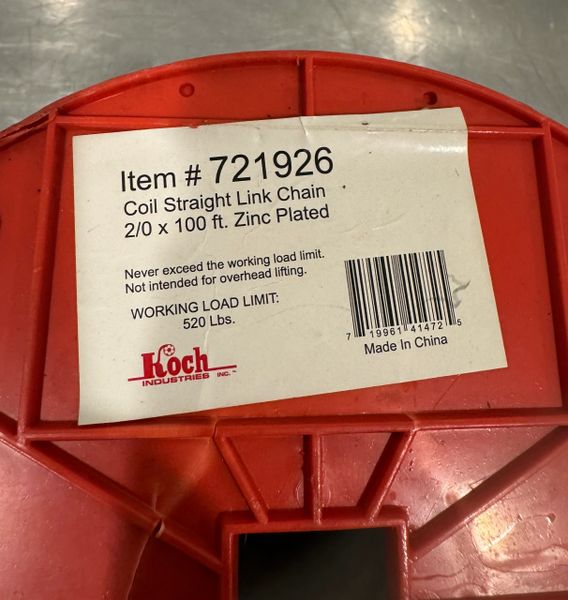 Item # 721926
Coil Straight Link Chain
2/0 x 100 ft. Zinc Plated
Never exceed the working load limit.
Not intended for overhead lifting.
WORKING LOAD LIMIT:
520 Lbs.
Koch
INDUSTRIES INC.
7 19961 41472 5
Made In China